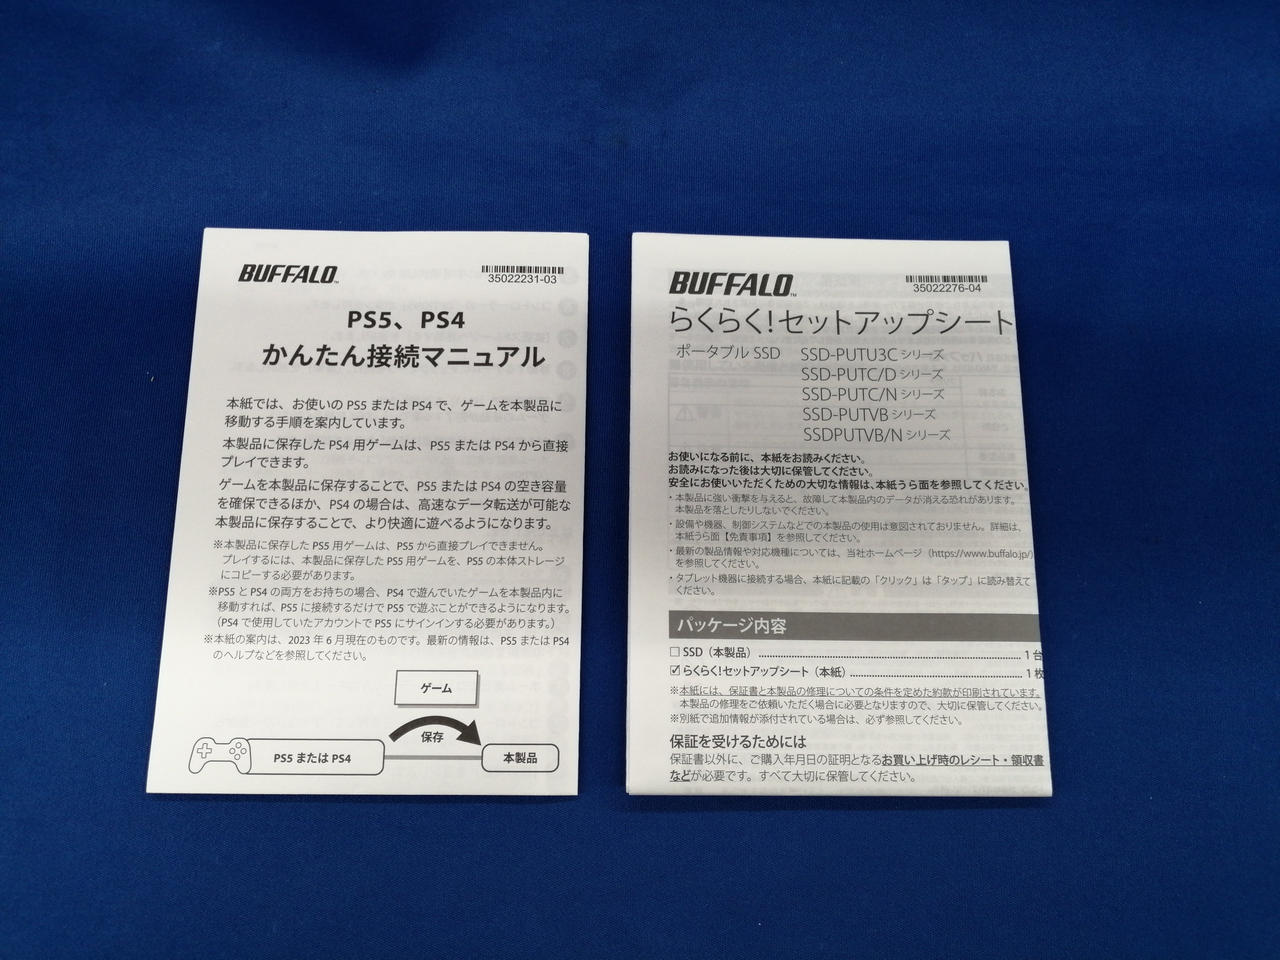 BUFFALO™
35022231-03
PS5、PS4
かんたん接続マニュアル
本紙では、お使いの PS5 または PS4 で、ゲームを本製品に
移動する手順を案内しています。
本製品に保存した PS4 用ゲームは、PS5 または PS4 から直接
プレイできます。
ゲームを本製品に保存することで、PS5 または PS4 の空き容量
を確保できるほか、PS4 の場合は、高速なデータ転送が可能な
本製品に保存することで、より快適に遊べるようになります。
※本製品に保存した PS5 用ゲームは、PS5 から直接プレイできません。
プレイするには、本製品に保存した PS5 用ゲームを、PS5 の本体ストレージ
にコピーする必要があります。
※PS5 と PS4 の両方をお持ちの場合、PS4 で遊んでいたゲームを本製品内に
移動すれば、PS5 に接続するだけで PS5 で遊ぶことができるようになります。
（PS4 で使用していたアカウントで PS5 にサインインする必要があります。）
※本紙の案内は、2023 年 6 月現在のものです。最新の情報は、PS5 または PS4
のヘルプなどを参照してください。
ゲーム
保存
PS5 または PS4
本製品
BUFFALO™
35022276-04
らくらく!セットアップシート
ポータブル SSD SSD-PUTU3C シリーズ
SSD-PUTC/D シリーズ
SSD-PUTC/N シリーズ
SSD-PUTVB シリーズ
SSDPUTVB/N シリーズ
お使いになる前に、本紙をお読みください。
お読みになった後は大切に保管してください。
安全にお使いいただくための大切な情報は、本紙うら面を参照してください。
・本製品に強い衝撃を与えると、故障して本製品内のデータが消える恐れがあります。
本製品を落としたりしないでください。
・設備や機器、制御システムなどでの本製品の使用は意図されておりません。詳細は、
本紙うら面【免責事項】を参照してください。
・最新の製品情報や対応機種については、当社ホームページ（https://www.buffalo.jp/）
を参照してください。
・タブレット機器に接続する場合、本紙に記載の「クリック」は「タップ」に読み替えて
ください。
パッケージ内容
□ SSD（本製品）........................ 1 台
☑ らくらく!セットアップシート（本紙）........................ 1 枚
※本紙には、保証書と本製品の修理についての条件を定めた約款が印刷されています。
本製品の修理をご依頼いただく場合に必要となりますので、大切に保管してください。
※別紙で追加情報が添付されている場合は、必ず参照してください。
保証を受けるためには
保証書以外に、ご購入年月日の証明となるお買い上げ時のレシート・領収書
などが必要です。すべて大切に保管してください。